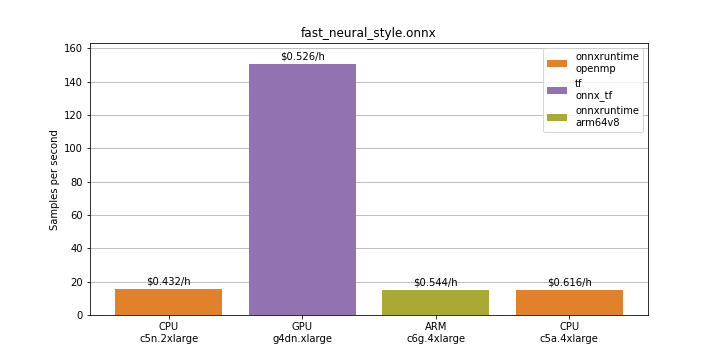 fast_neural_style.onnx
Samples per second
160
140
120
100
80
60
40
20
0
$0.432/h
$0.526/h
$0.544/h
$0.616/h
onnxruntime
openmp
tf
onnx_tf
onnxruntime
arm64v8
CPU
c5n.2xlarge
GPU
g4dn.xlarge
ARM
c6g.4xlarge
CPU
c5a.4xlarge